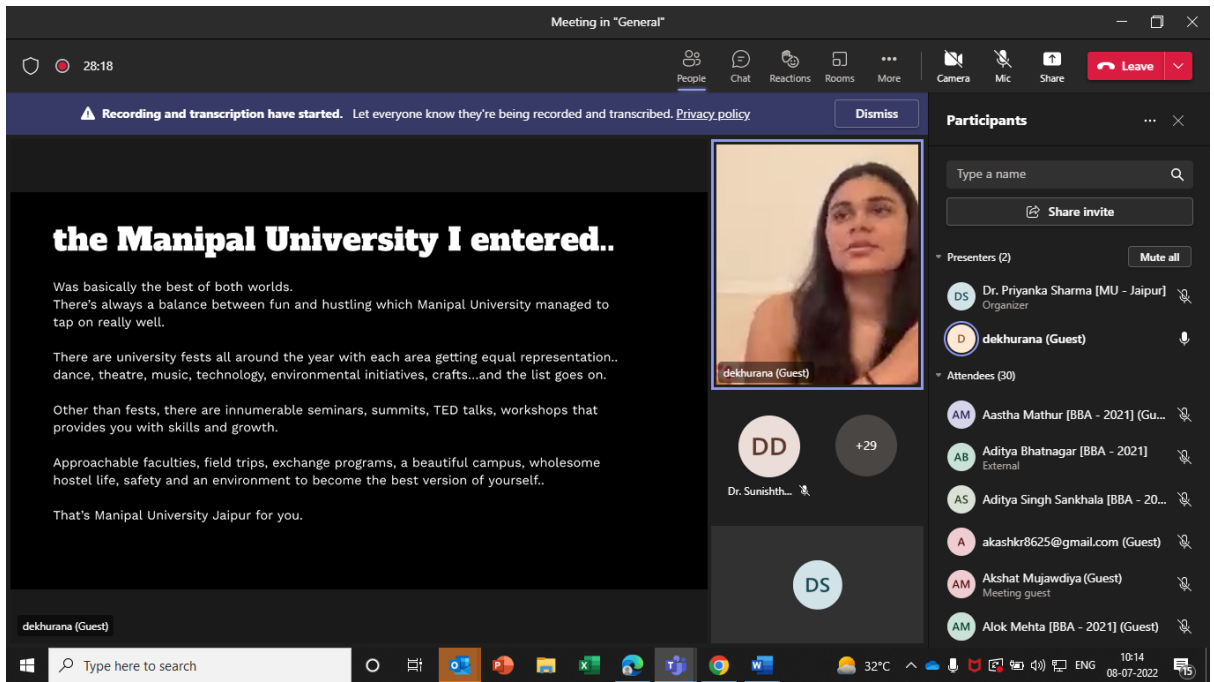 Meeting in "General"
28:18
People
Chat
Reactions
Rooms
More
Camera
Mic
Share
Leave
Recording and transcription have started. Let everyone know they're being recorded and transcribed. Privacy policy
Dismiss
the Manipal University I entered..
Was basically the best of both worlds.
There's always a balance between fun and hustling which Manipal University managed to
tap on really well.
There are university fests all around the year with each area getting equal representation..
dance, theatre, music, technology, environmental initiatives, crafts...and the list goes on.
Other than fests, there are innumerable seminars, summits, TED talks, workshops that
provides you with skills and growth.
Approachable faculties, field trips, exchange programs, a beautiful campus, wholesome
hostel life, safety and an environment to become the best version of yourself..
That's Manipal University Jaipur for you.
dekhurana (Guest)
dekhurana (Guest)
DD
+29
Dr. Sunishth...
DS
Participants
Type a name
Share invite
Presenters (2)
Mute all
DS
Dr. Priyanka Sharma [MU - Jaipur]
Organizer
D
dekhurana (Guest)
Attendees (30)
AM
Aastha Mathur [BBA - 2021] (Gu...
AB
Aditya Bhatnagar [BBA - 2021]
External
AS
Aditya Singh Sankhala [BBA - 20...
A
akashkr8625@gmail.com (Guest)
AM
Akshat Mujawdiya (Guest)
Meeting guest
AM
Alok Mehta [BBA - 2021] (Guest)
Type here to search
32°C
ENG
10:14
08-07-2022
15